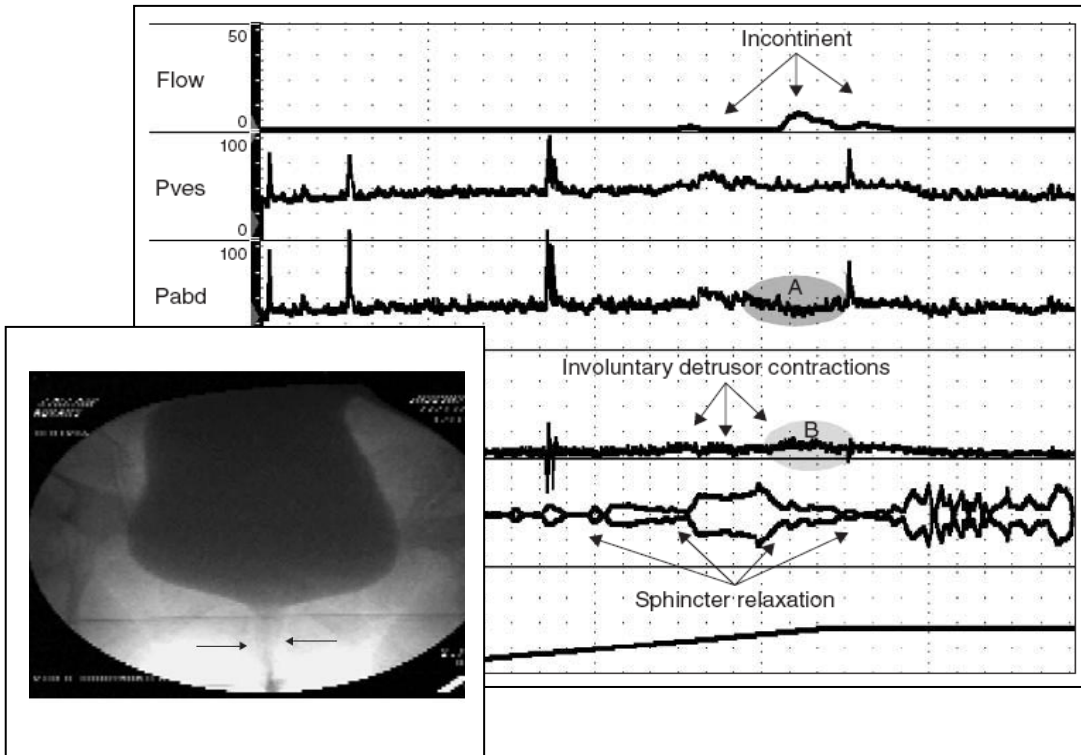 50
Incontinent
Flow
0
100
Pves
0
100
A
Pabd
Involuntary detrusor contractions
B
Sphincter relaxation